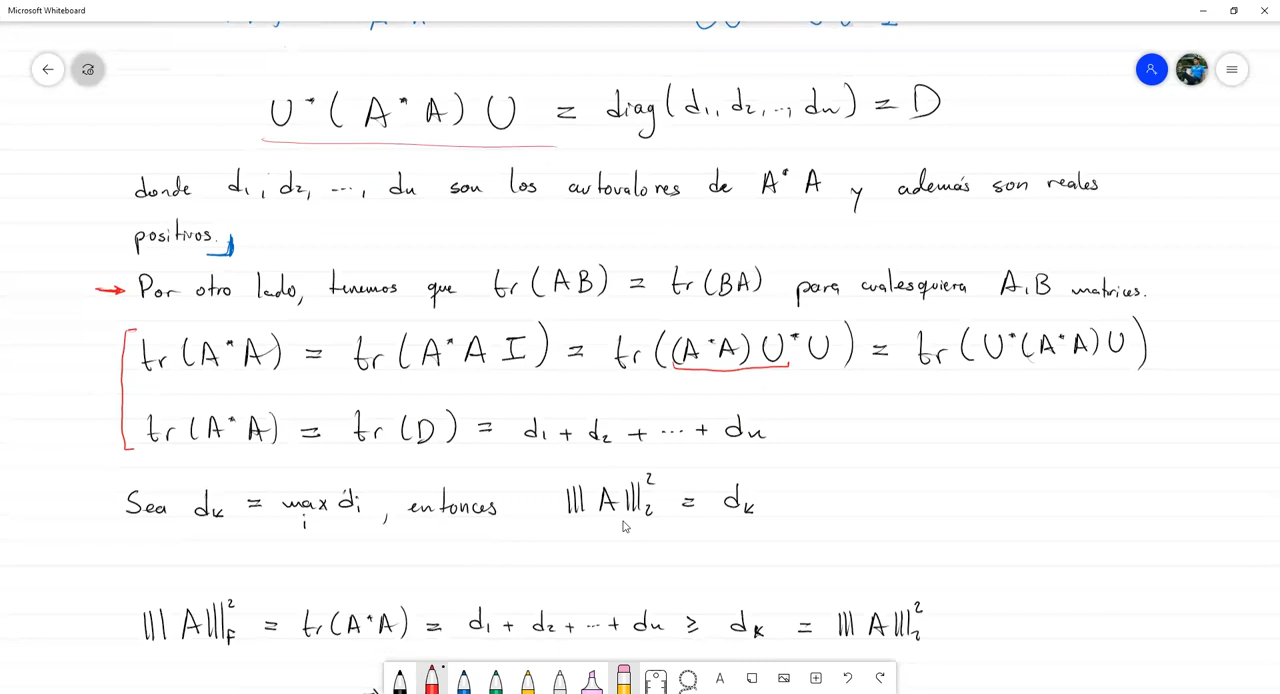 Microsoft Whiteboard
U*(A*A)U = diag(d1, d2, .., dn) = D
donde d1, d2, ..., dn son los autovalores de A*A y además son reales
positivos.
→ Por otro lado, tenemos que tr(AB) = tr(BA) para cualesquiera A,B matrices.
tr(A*A) = tr(A*A I) = tr((A*A)U*U) = tr(U*(A*A)U)
tr(A*A) = tr(D) = d1 + d2 + ... + dn
Sea dk = max di, entonces |||A|||₂² = dk
i
|||A|||F² = tr(A*A) = d1 + d2 + ... + dn ≥ dk = |||A|||₂²